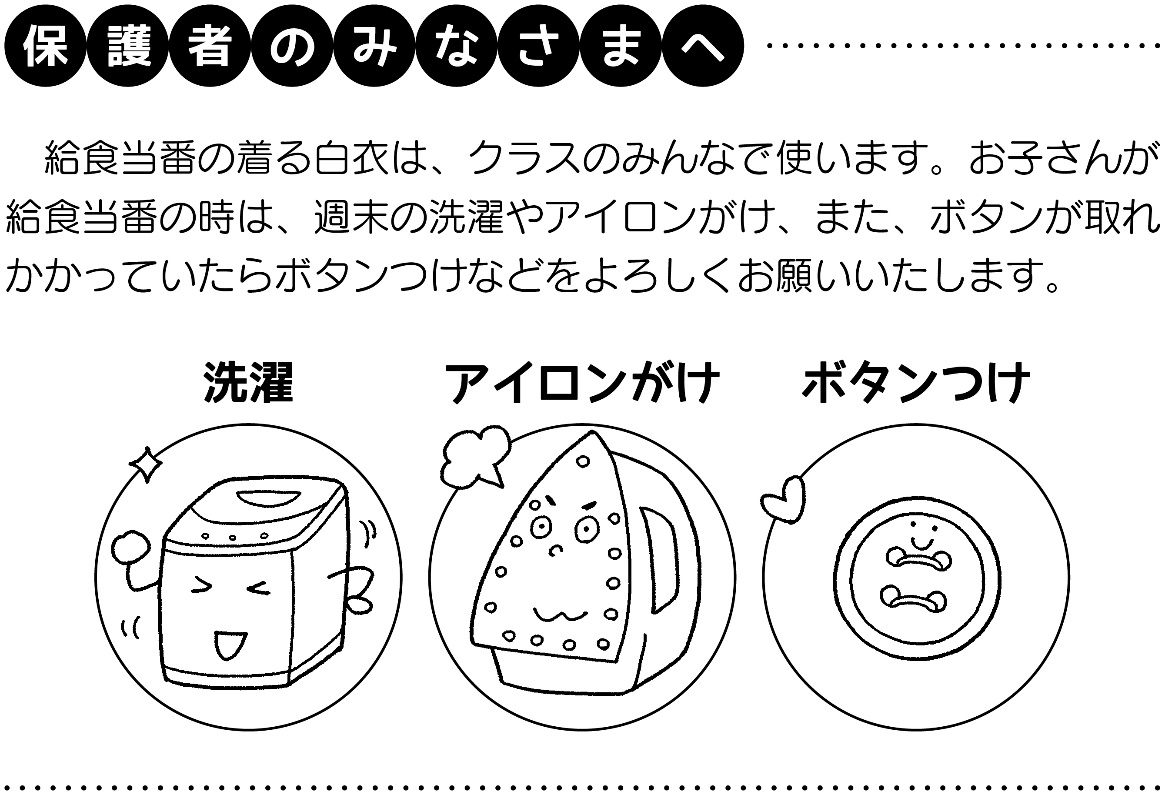 保護者のみなさまへ
給食当番の着る白衣は、クラスのみんなで使います。お子さんが
給食当番の時は、週末の洗濯やアイロンがけ、また、ボタンが取れ
かかっていたらボタンつけなどをよろしくお願いいたします。
洗濯
アイロンがけ
ボタンつけ